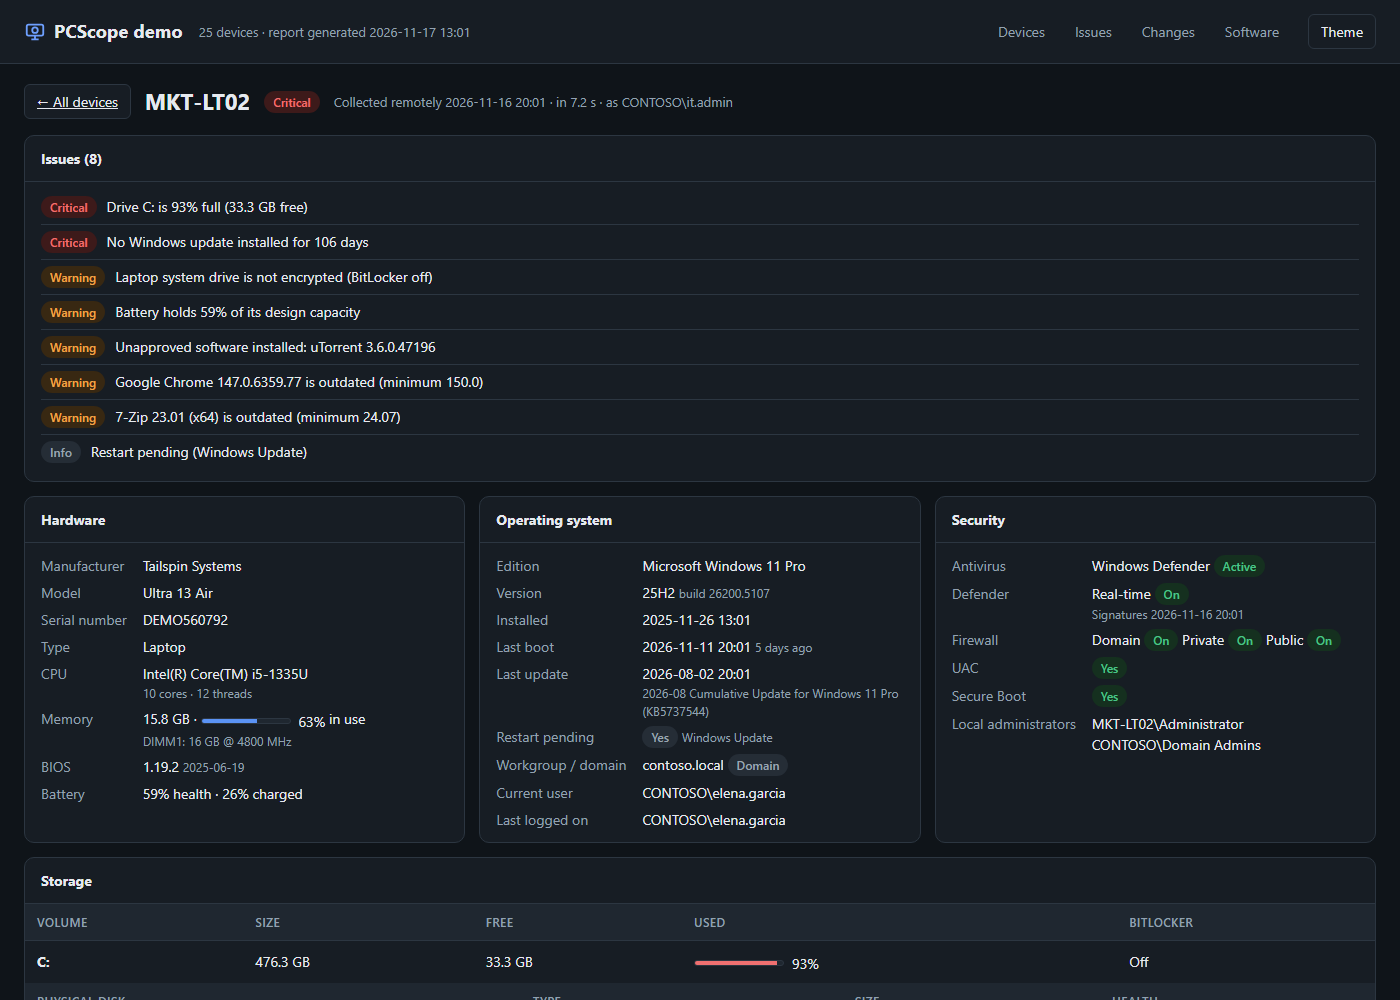 PCScope demo 25 devices · report generated 2026-11-17 13:01 Devices Issues Changes Software Theme
← All devices MKT-LT02 Critical Collected remotely 2026-11-16 20:01 · in 7.2 s · as CONTOSO\it.admin
Issues (8)
Critical Drive C: is 93% full (33.3 GB free)
Critical No Windows update installed for 106 days
Warning Laptop system drive is not encrypted (BitLocker off)
Warning Battery holds 59% of its design capacity
Warning Unapproved software installed: uTorrent 3.6.0.47196
Warning Google Chrome 147.0.6359.77 is outdated (minimum 150.0)
Warning 7-Zip 23.01 (x64) is outdated (minimum 24.07)
Info Restart pending (Windows Update)
Hardware
Manufacturer Tailspin Systems
Model Ultra 13 Air
Serial number DEMO560792
Type Laptop
CPU Intel(R) Core(TM) i5-1335U
10 cores · 12 threads
Memory 15.8 GB · 63% in use
DIMM1: 16 GB @ 4800 MHz
BIOS 1.19.2 2025-06-19
Battery 59% health · 26% charged
Operating system
Edition Microsoft Windows 11 Pro
Version 25H2 build 26200.5107
Installed 2025-11-26 13:01
Last boot 2026-11-11 20:01 5 days ago
Last update 2026-08-02 20:01
2026-08 Cumulative Update for Windows 11 Pro
(KB5737544)
Restart pending Yes Windows Update
Workgroup / domain contoso.local Domain
Current user CONTOSO\elena.garcia
Last logged on CONTOSO\elena.garcia
Security
Antivirus Windows Defender Active
Defender Real-time On
Signatures 2026-11-16 20:01
Firewall Domain On Private On Public On
UAC Yes
Secure Boot Yes
Local administrators MKT-LT02\Administrator
CONTOSO\Domain Admins
Storage
VOLUME SIZE FREE USED BITLOCKER
C: 476.3 GB 33.3 GB 93% Off
PHYSICAL DISK TYPE SIZE HEALTH